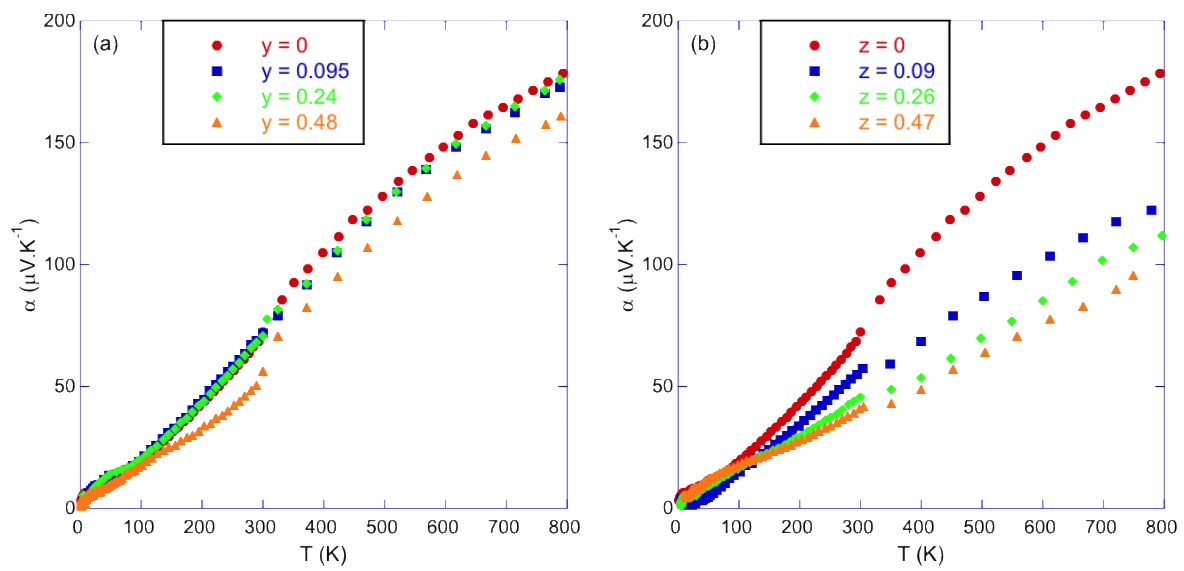 (a)
y = 0
y = 0.095
y = 0.24
y = 0.48
200
150
100
50
0
α (µV.K-1)
0 100 200 300 400 500 600 700 800
T (K)
(b)
z = 0
z = 0.09
z = 0.26
z = 0.47
200
150
100
50
0
α (µV.K-1)
0 100 200 300 400 500 600 700 800
T (K)